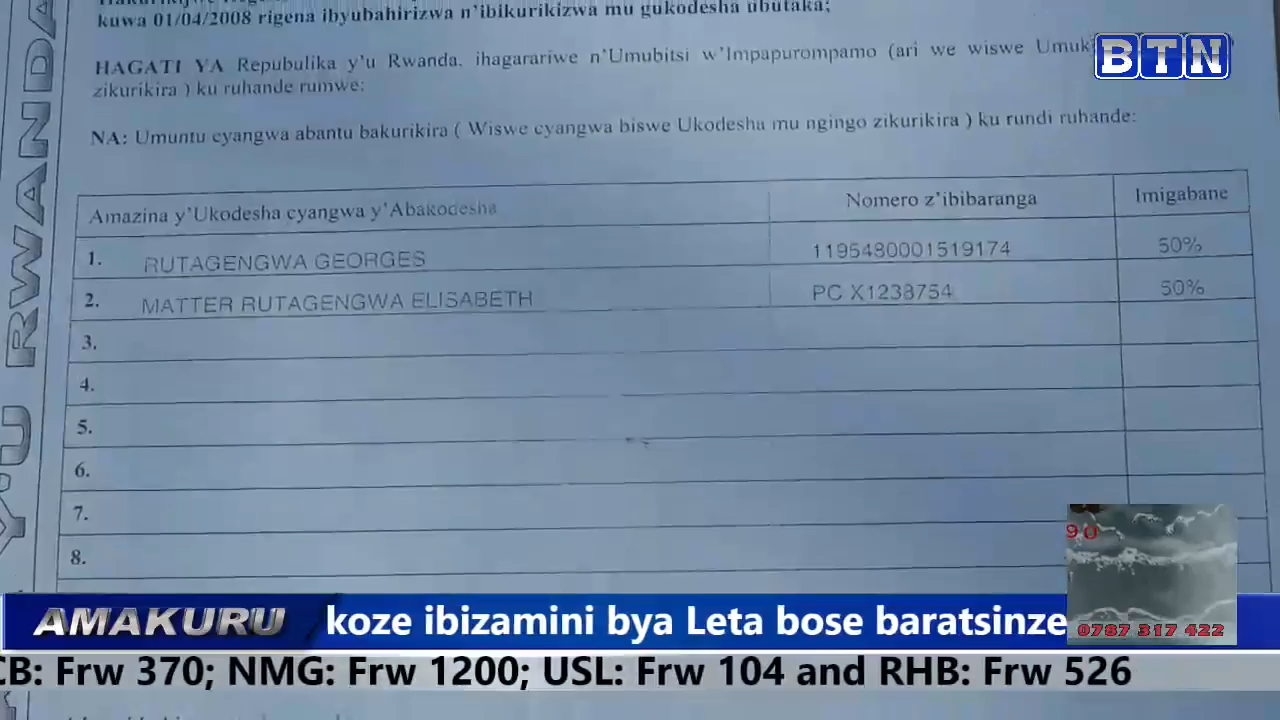 kuwa 01/04/2008 rigena ibyubahirizwa n'ibikurikizwa mu gukodesha ubutaka;
HAGATI YA Repubulika y'u Rwanda, ihagarariwe n'Umubitsi w'Impapurompamo (ari we wiswe
zikurikira ) ku ruhande rumwe;
BTN
NA: Umuntu cyangwa abantu bakurikira ( Wiswe cyangwa biswe Ukodesha mu ngingo zikurikira ) ku rundi ruhande:
Amazina y'Ukodesha cyangwa y'Abakodesha Nomero z'ibibaranga Imigabane
1. RUTAGENGWA GEORGES 1195480001519174 50%
2. MATTER RUTAGENGWA ELISABETH PC X1238754 50%
3.
4.
5.
6.
7.
8.
Y'U RWANDA
90
0787 317 422
AMAKURU koze ibizamini bya Leta bose baratsinze
CB: Frw 370; NMG: Frw 1200; USL: Frw 104 and RHB: Frw 526